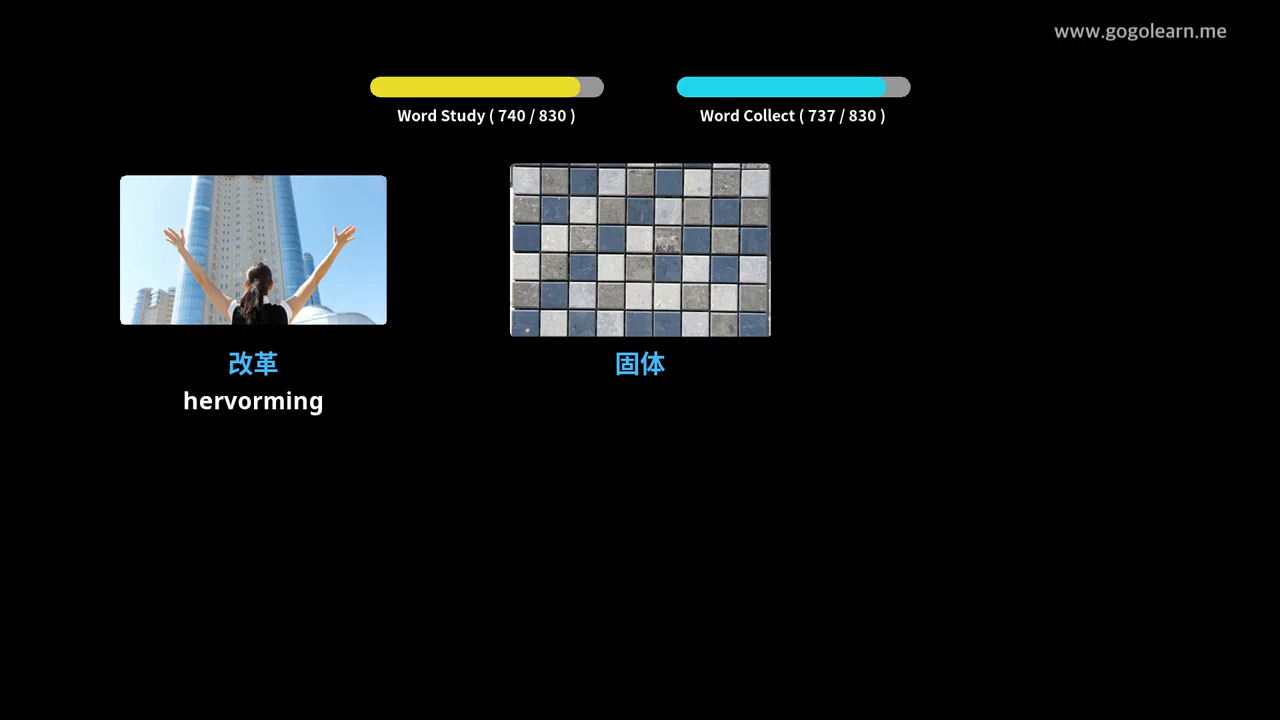 www.gogolearn.me
Word Study ( 740 / 830 )
Word Collect ( 737 / 830 )
改革
hervorming
固体